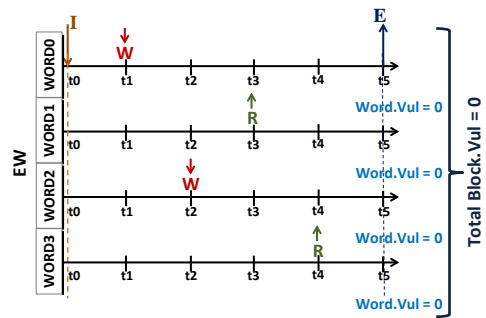 I
E
W
WORD0
t0 t1 t2 t3 t4 t5
Word.Vul = 0
R
WORD1
t0 t1 t2 t3 t4 t5
Word.Vul = 0
EW
W
WORD2
t0 t1 t2 t3 t4 t5
Word.Vul = 0
R
WORD3
t0 t1 t2 t3 t4 t5
Word.Vul = 0
Total Block.Vul = 0